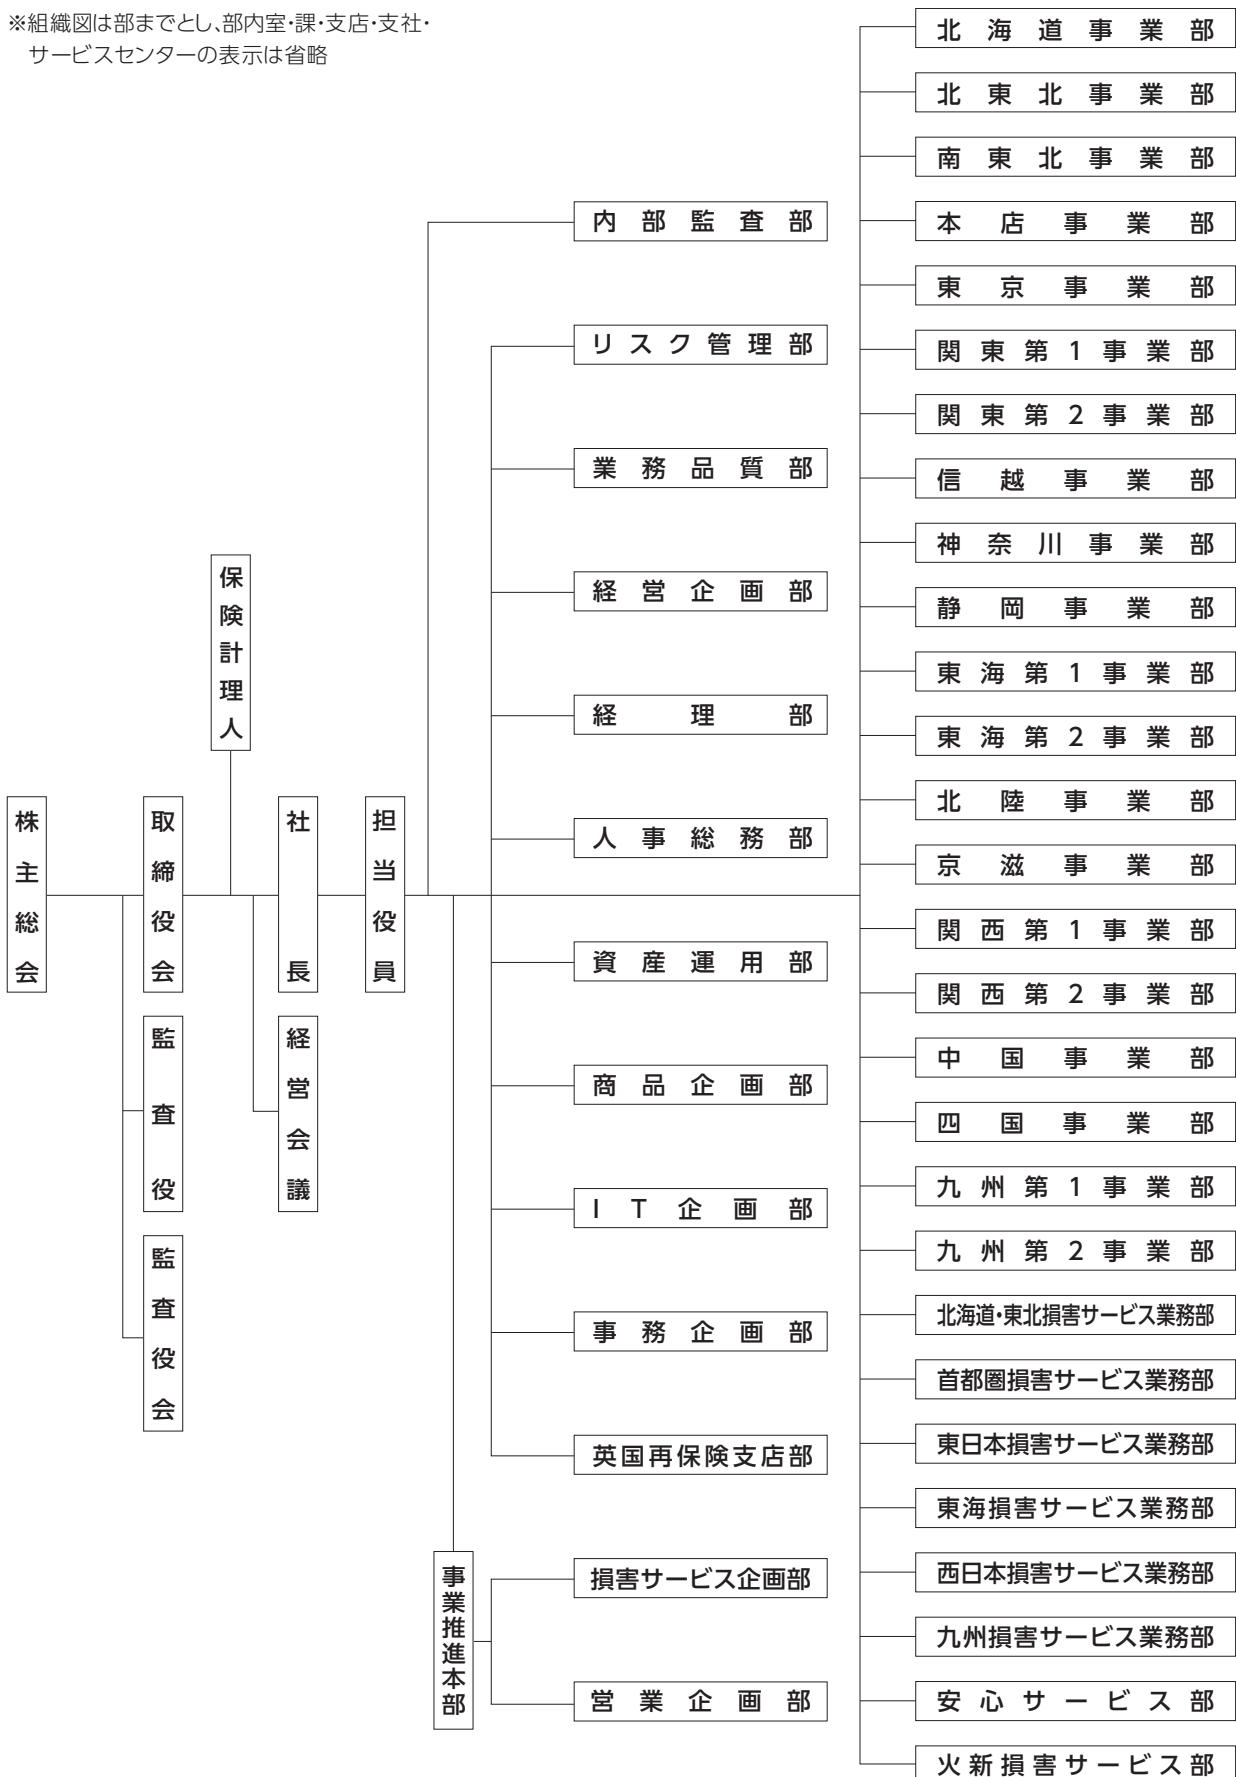 ※組織図は部までとし、部内室・課・支店・支社・
サービスセンターの表示は省略
株主総会
取締役会
監査役
監査役会
保険計理人
社長
経営会議
担当役員
内部監査部
リスク管理部
業務品質部
経営企画部
経理部
人事総務部
資産運用部
商品企画部
IT企画部
事務企画部
英国再保険支店部
事業推進本部
損害サービス企画部
営業企画部
北海道事業部
北東北事業部
南東北事業部
本店事業部
東京事業部
関東第1事業部
関東第2事業部
信越事業部
神奈川事業部
静岡事業部
東海第1事業部
東海第2事業部
北陸事業部
京滋事業部
関西第1事業部
関西第2事業部
中国事業部
四国事業部
九州第1事業部
九州第2事業部
北海道・東北損害サービス業務部
首都圏損害サービス業務部
東日本損害サービス業務部
東海損害サービス業務部
西日本損害サービス業務部
九州損害サービス業務部
安心サービス部
火新損害サービス部